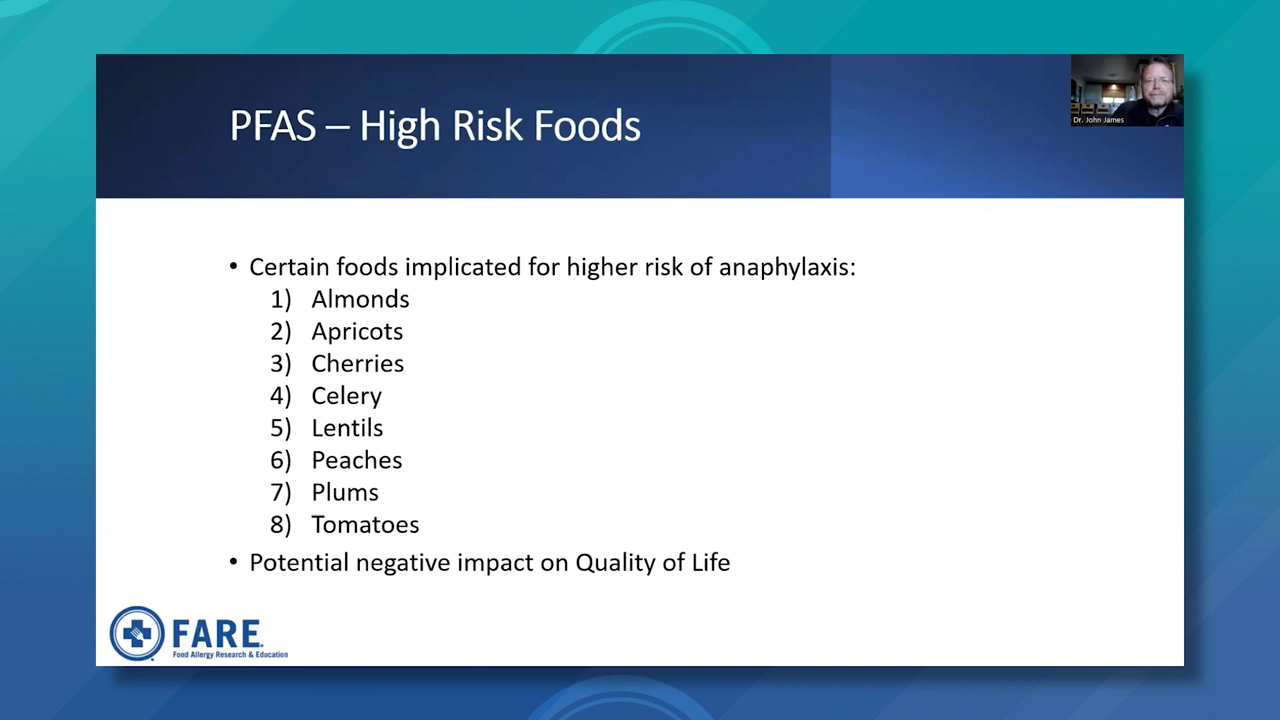 PFAS – High Risk Foods
Dr. John James
• Certain foods implicated for higher risk of anaphylaxis:
1) Almonds
2) Apricots
3) Cherries
4) Celery
5) Lentils
6) Peaches
7) Plums
8) Tomatoes
• Potential negative impact on Quality of Life
FARE
Food Allergy Research & Education